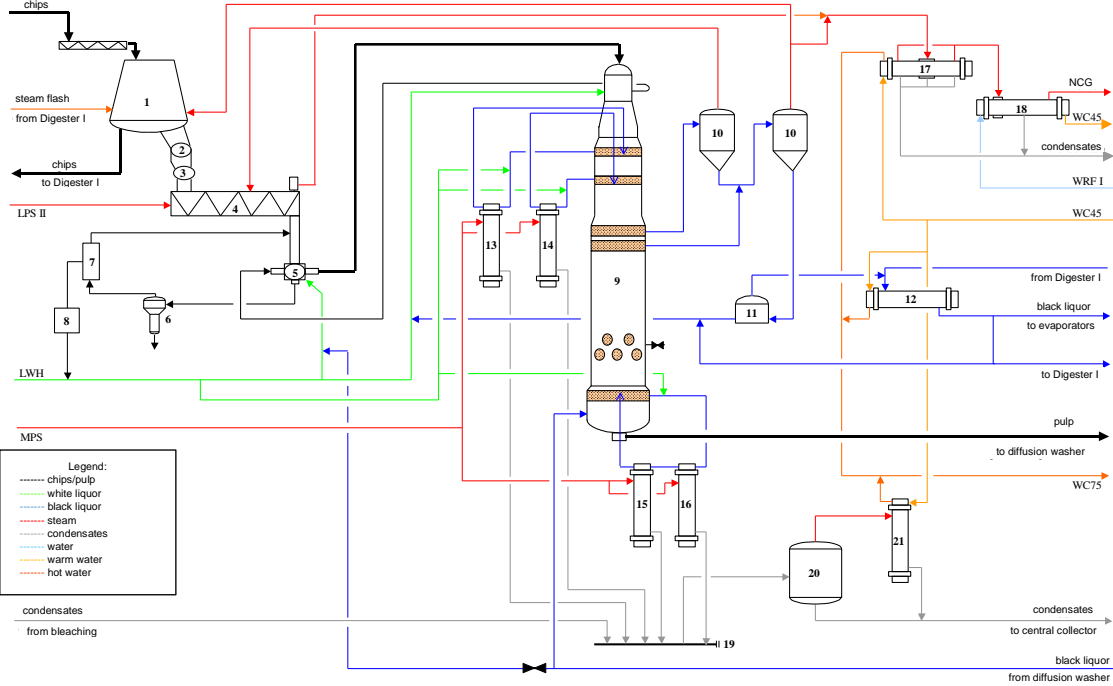 chips
steam flash
from Digester I
chips
to Digester I
LPS II
LWH
MPS
1
2
3
4
5
6
7
8
9
10
10
11
12
13
14
15
16
17
18
19
20
21
NCG
WC45
condensates
WRF I
WC45
from Digester I
black liquor
to evaporators
to Digester I
pulp
to diffusion washer
WC75
Legend:
chips/pulp
white liquor
black liquor
steam
condensates
water
warm water
hot water
condensates
from bleaching
condensates
to central collector
black liquor
from diffusion washer